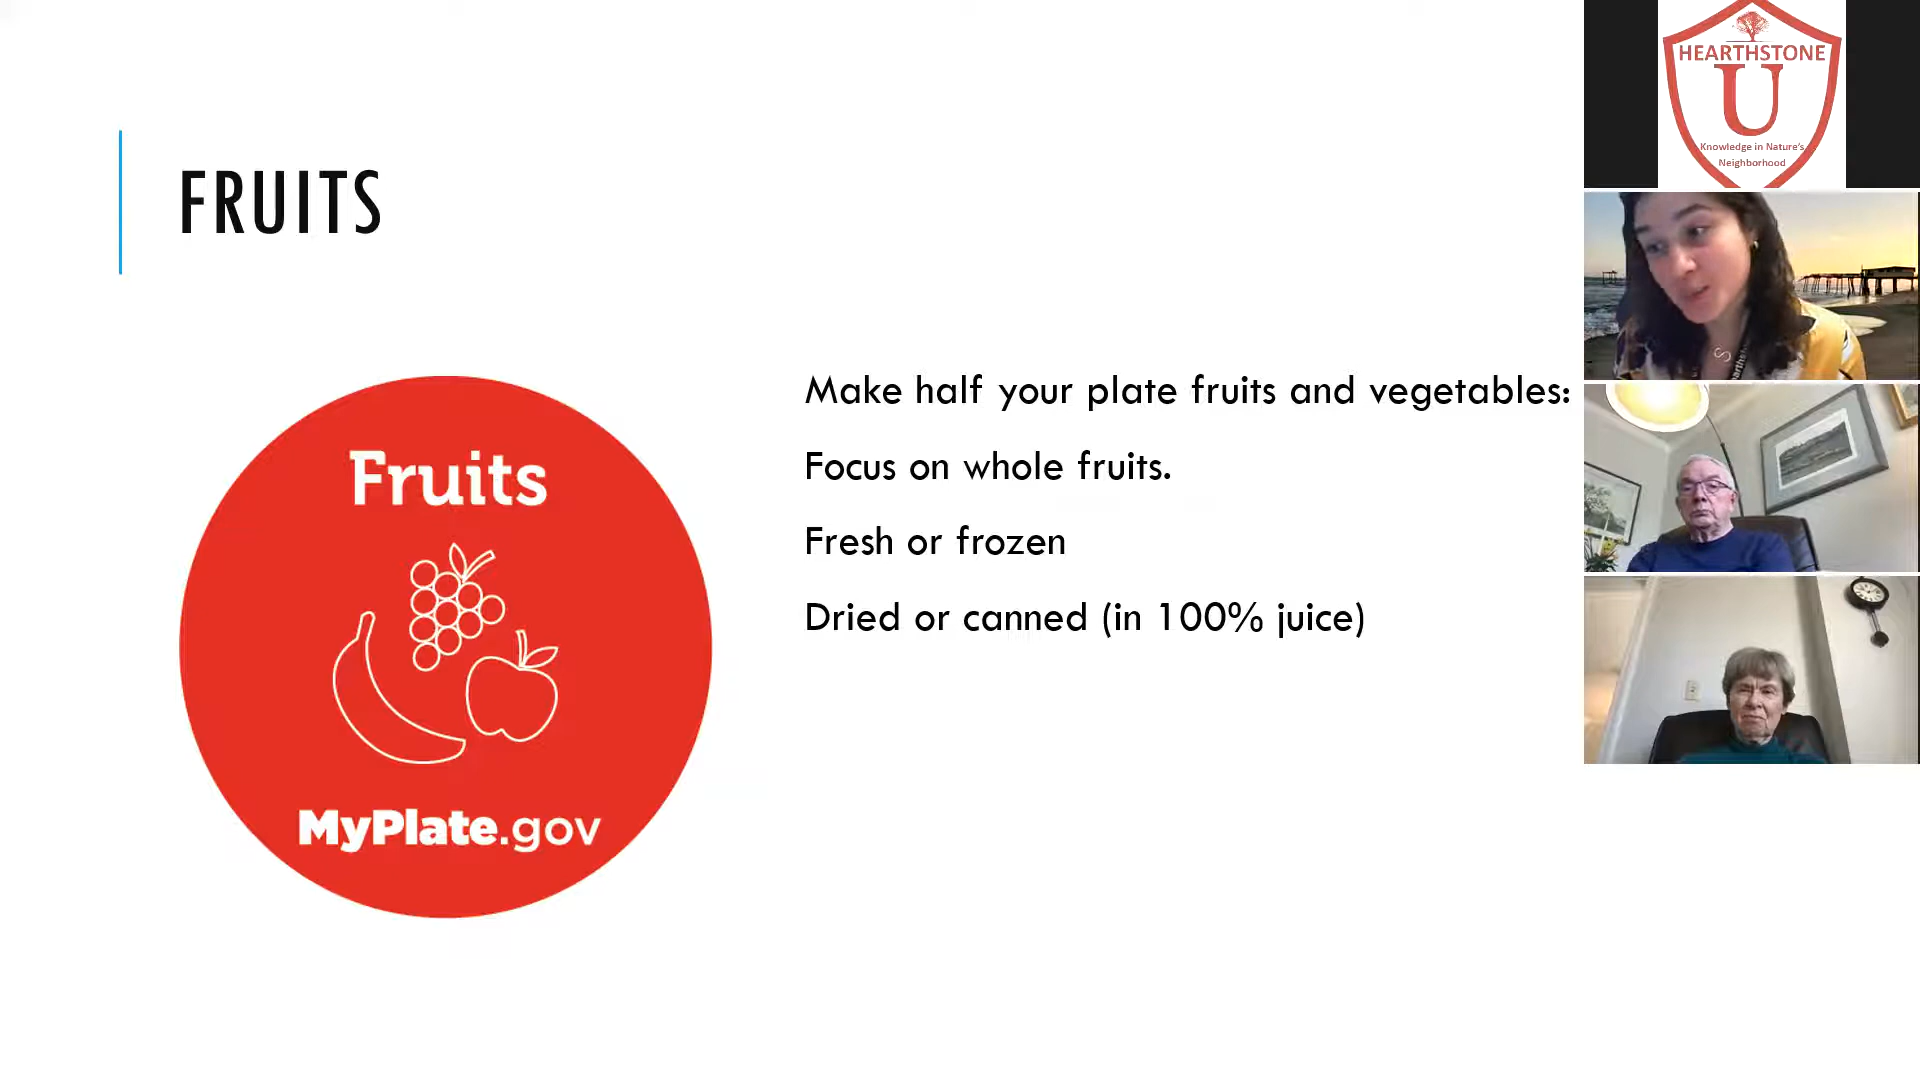 FRUITS
Fruits
MyPlate.gov
Make half your plate fruits and vegetables:
Focus on whole fruits.
Fresh or frozen
Dried or canned (in 100% juice)
HEARTHSTONE
U
Knowledge in Nature's
Neighborhood